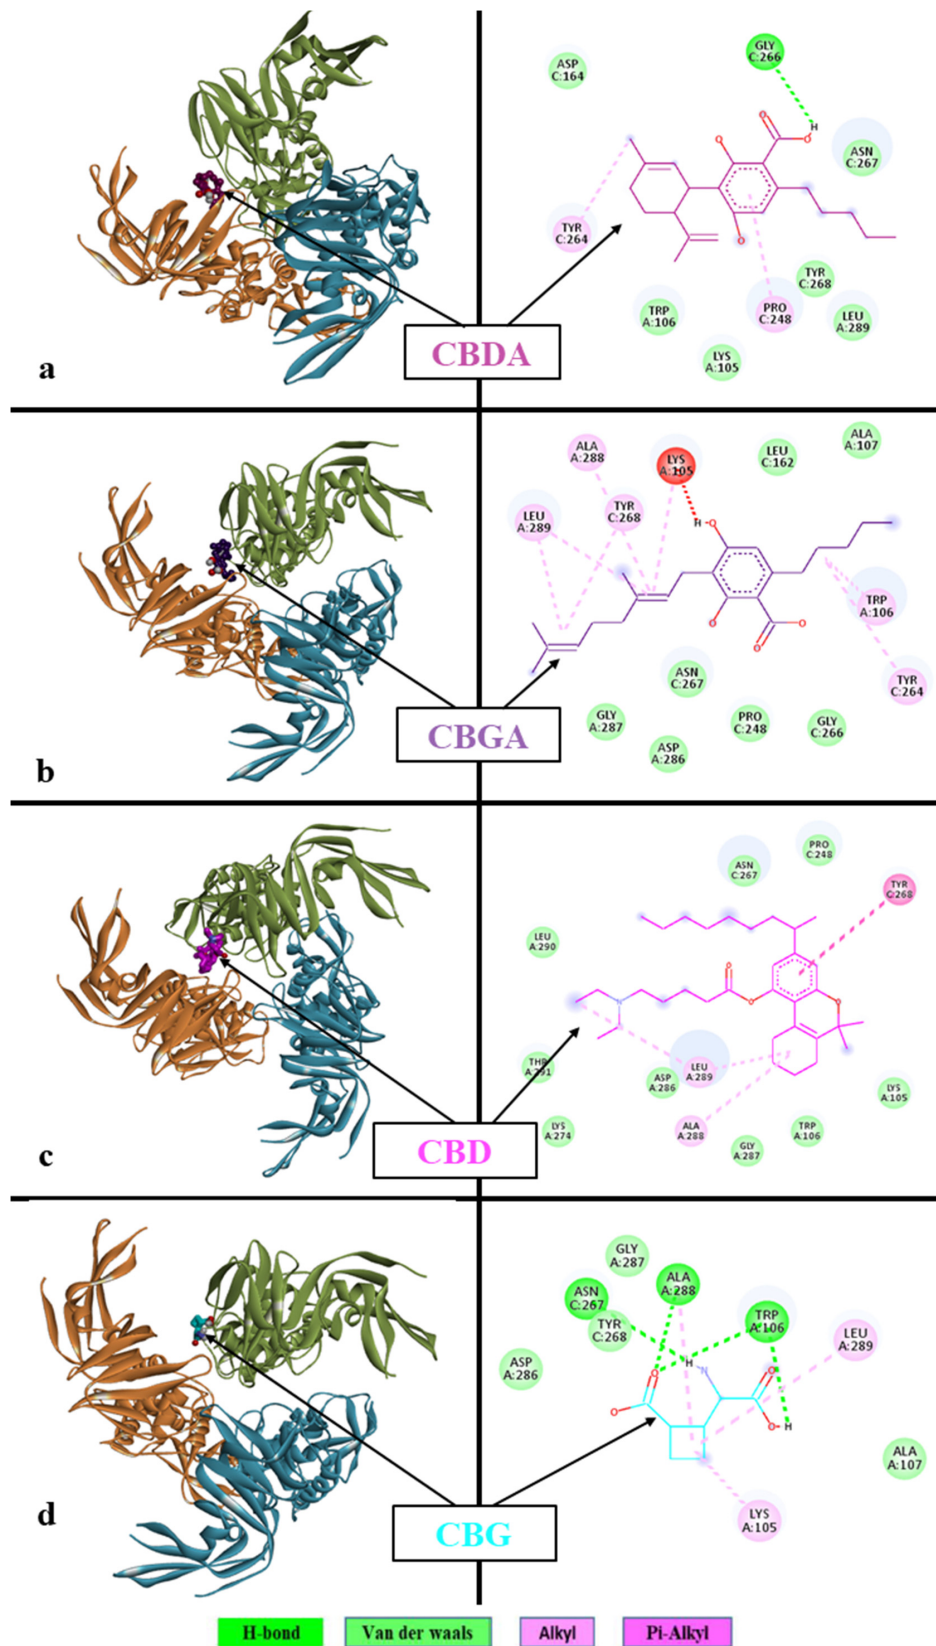 ASP
C:164
GLY
C:266
O
H
O
O
ASN
C:267
TYR
C:264
O
O
TYR
C:268
TRP
A:106
PRO
C:248
LEU
A:289
LYS
A:105
CBDA
a
ALA
A:288
LYS
A:105
LEU
C:162
ALA
A:107
LEU
A:289
TYR
C:268
H
O
TRP
A:106
O
O
O
ASN
C:267
TYR
C:264
GLY
A:287
PRO
C:248
GLY
C:266
ASP
A:286
CBGA
b
ASN
C:267
PRO
C:248
TYR
C:268
LEU
A:290
O
N
O
O
THR
A:291
ASP
A:286
LEU
A:289
LYS
A:105
LYS
A:274
ALA
A:288
TRP
A:106
GLY
A:287
CBD
c
GLY
A:287
ALA
A:288
ASN
C:267
TRP
A:106
TYR
C:268
LEU
A:289
ASP
A:286
H
N
O
O
O
O
H
ALA
A:107
LYS
A:105
CBG
d
H-bond Van der waals Alkyl Pi-Alkyl